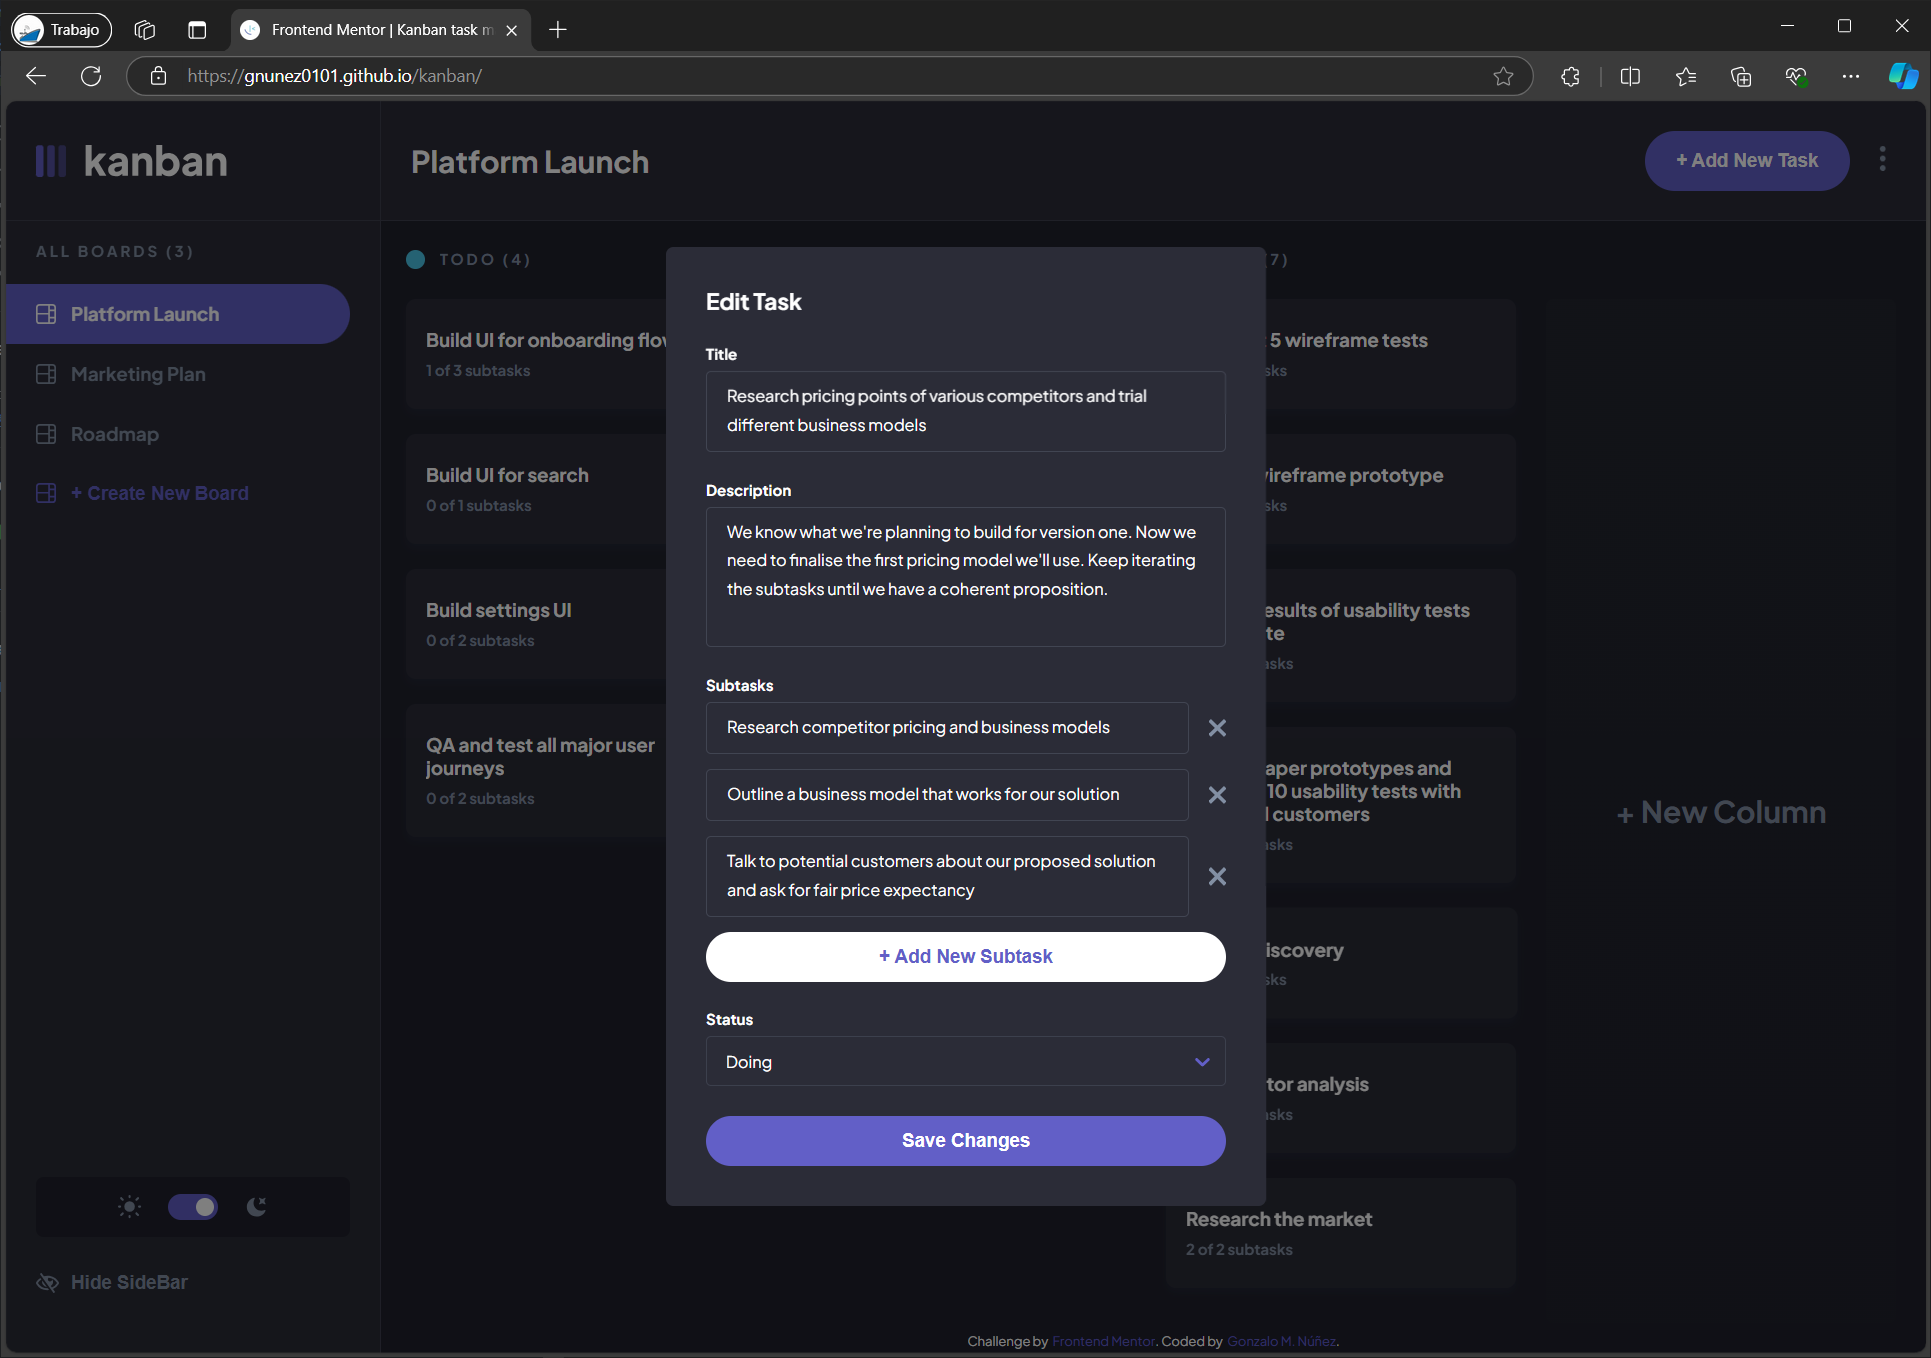 Trabajo
Frontend Mentor | Kanban task m
https://gnunez0101.github.io/kanban/
kanban
Platform Launch
+ Add New Task
ALL BOARDS (3)
Platform Launch
Marketing Plan
Roadmap
+ Create New Board
Hide SideBar
TODO (4)
Build UI for onboarding flow
1 of 3 subtasks
Build UI for search
0 of 1 subtasks
Build settings UI
0 of 2 subtasks
QA and test all major user
journeys
0 of 2 subtasks
Edit Task
Title
Research pricing points of various competitors and trial
different business models
Description
We know what we're planning to build for version one. Now we
need to finalise the first pricing model we'll use. Keep iterating
the subtasks until we have a coherent proposition.
Subtasks
Research competitor pricing and business models
Outline a business model that works for our solution
Talk to potential customers about our proposed solution
and ask for fair price expectancy
+ Add New Subtask
Status
Doing
Save Changes
7)
5 wireframe tests
sks
wireframe prototype
sks
esults of usability tests
te
asks
aper prototypes and
10 usability tests with
l customers
asks
iscovery
sks
tor analysis
asks
Research the market
2 of 2 subtasks
+ New Column
Challenge by Frontend Mentor. Coded by Gonzalo M. Núñez.